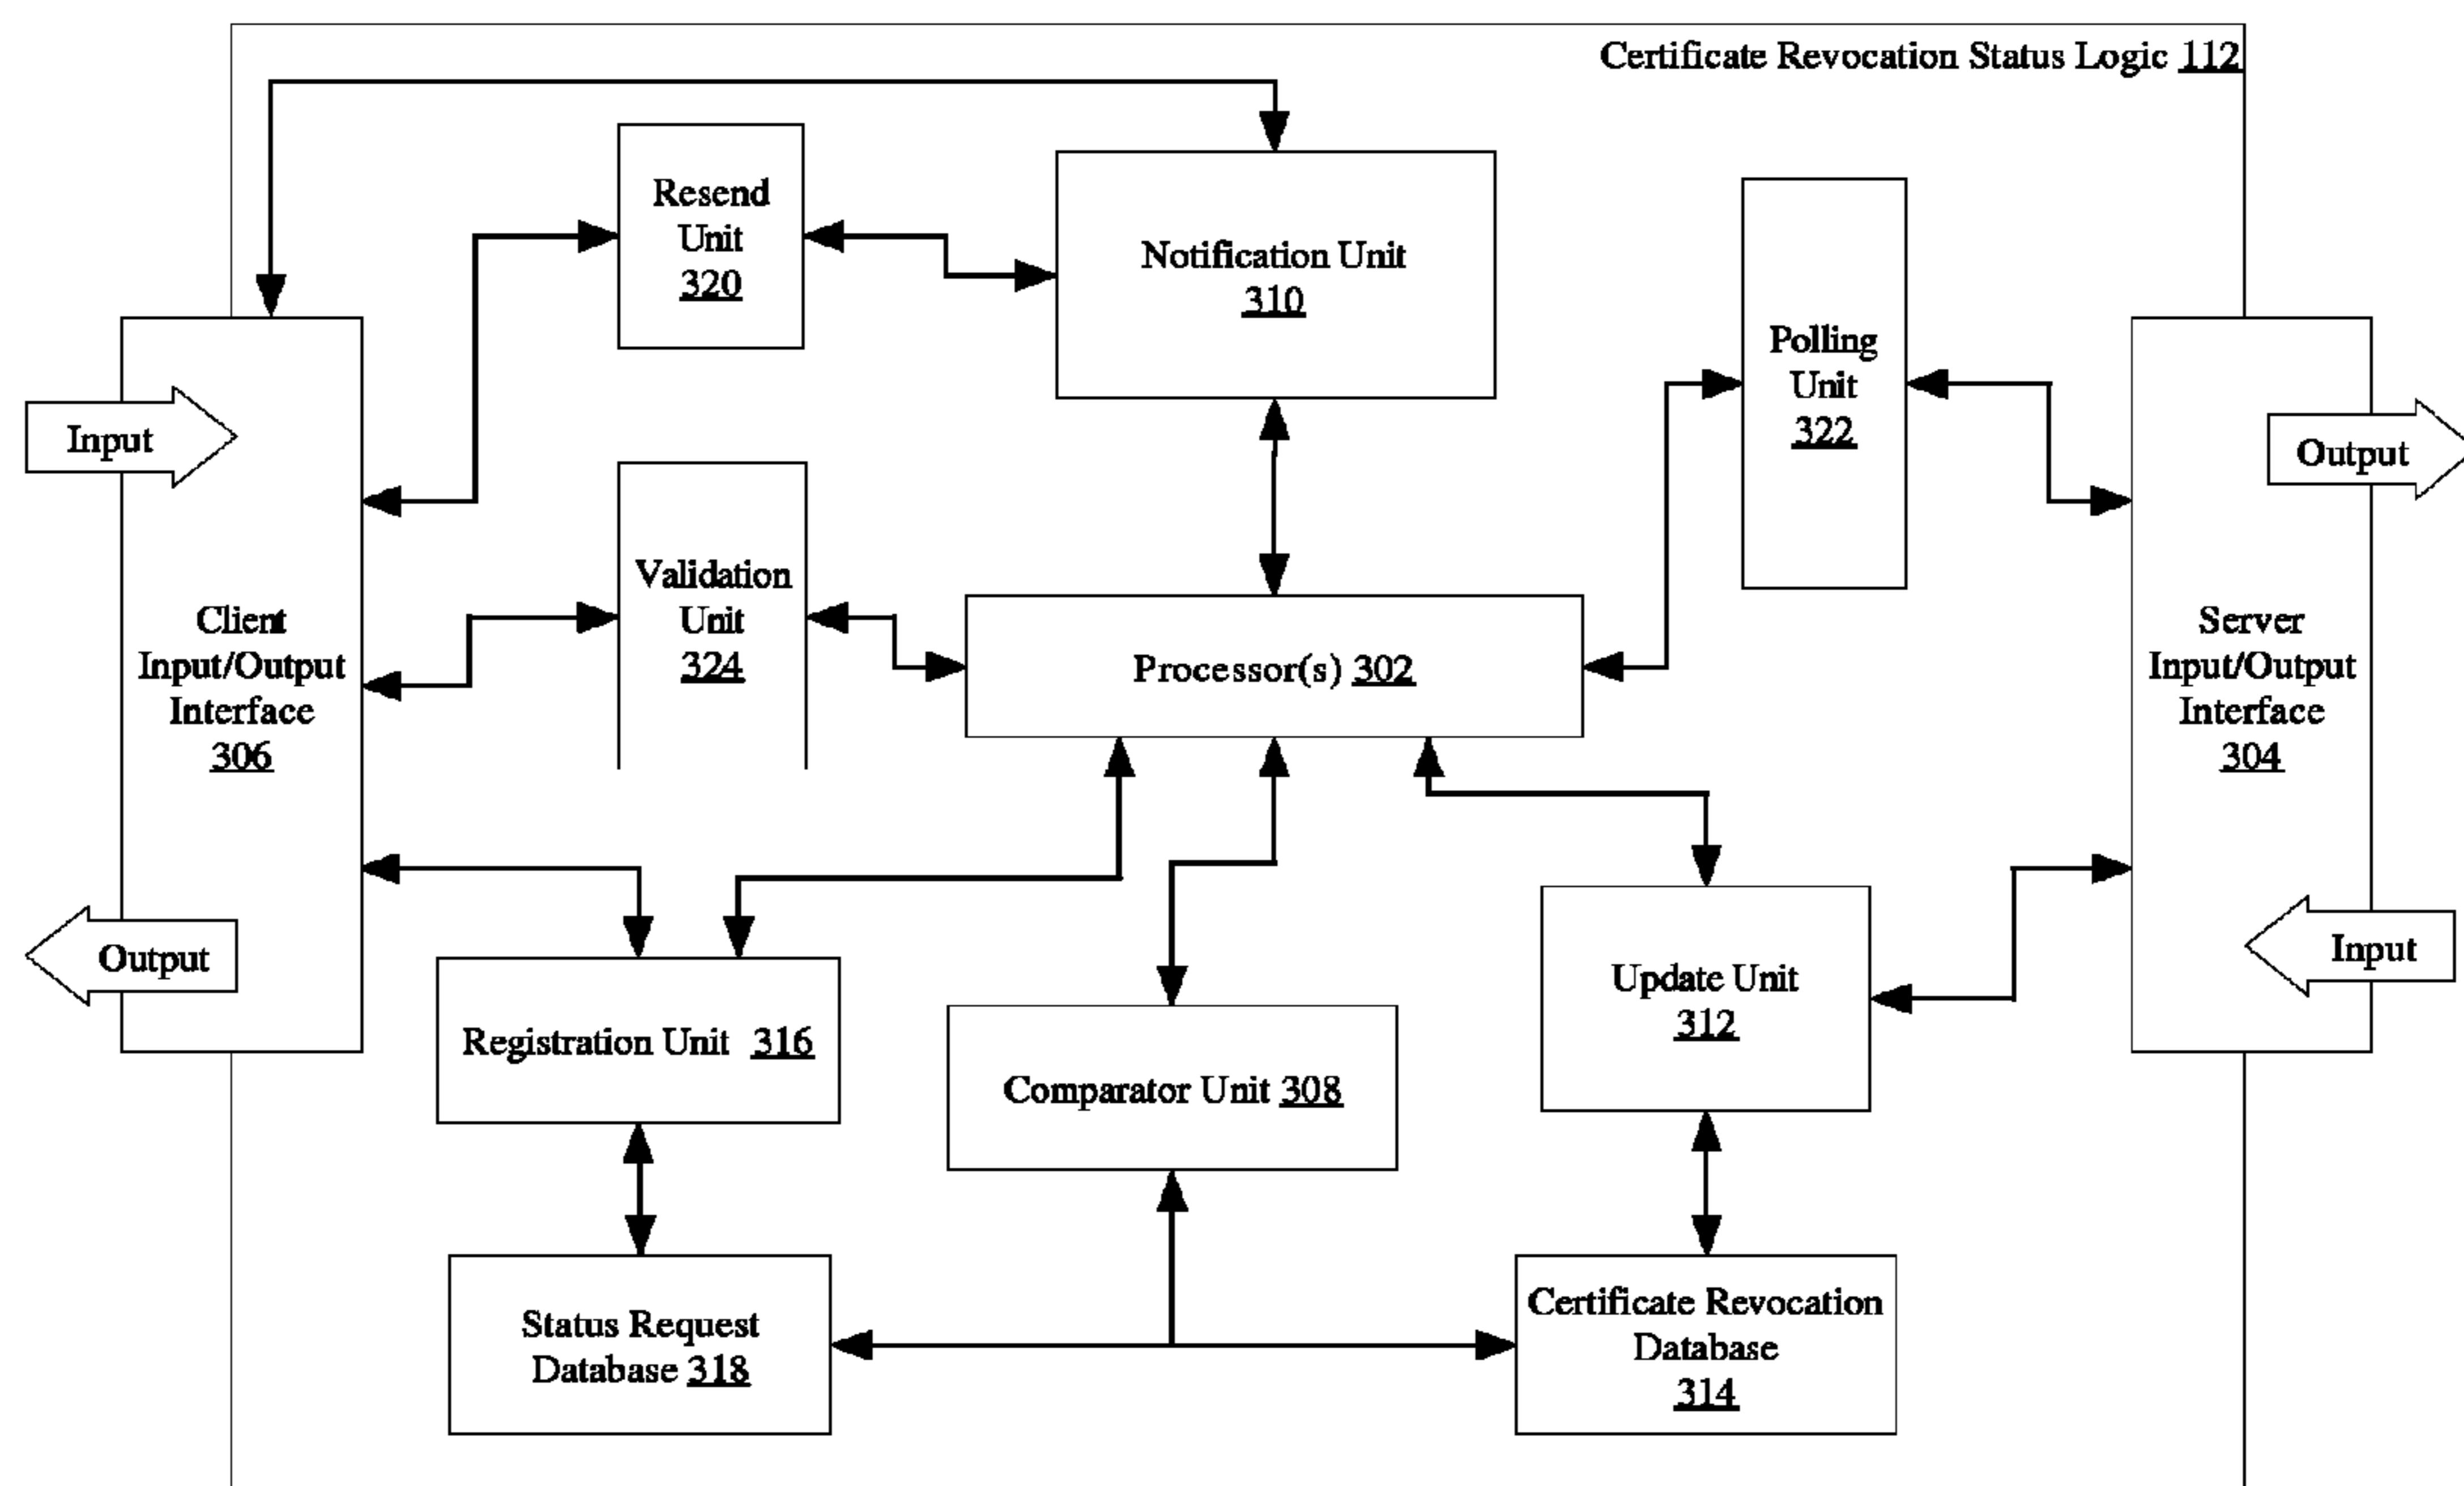 Certificate Revocation Status Logic 112
Resend
Unit
320
Notification Unit
310
Polling
Unit
322
Input
Output
Validation
Unit
324
Processor(s) 302
Client
Input/Output
Interface
306
Server
Input/Output
Interface
304
Output
Input
Registration Unit 316
Comparator Unit 308
Update Unit
312
Status Request
Database 318
Certificate Revocation
Database
314